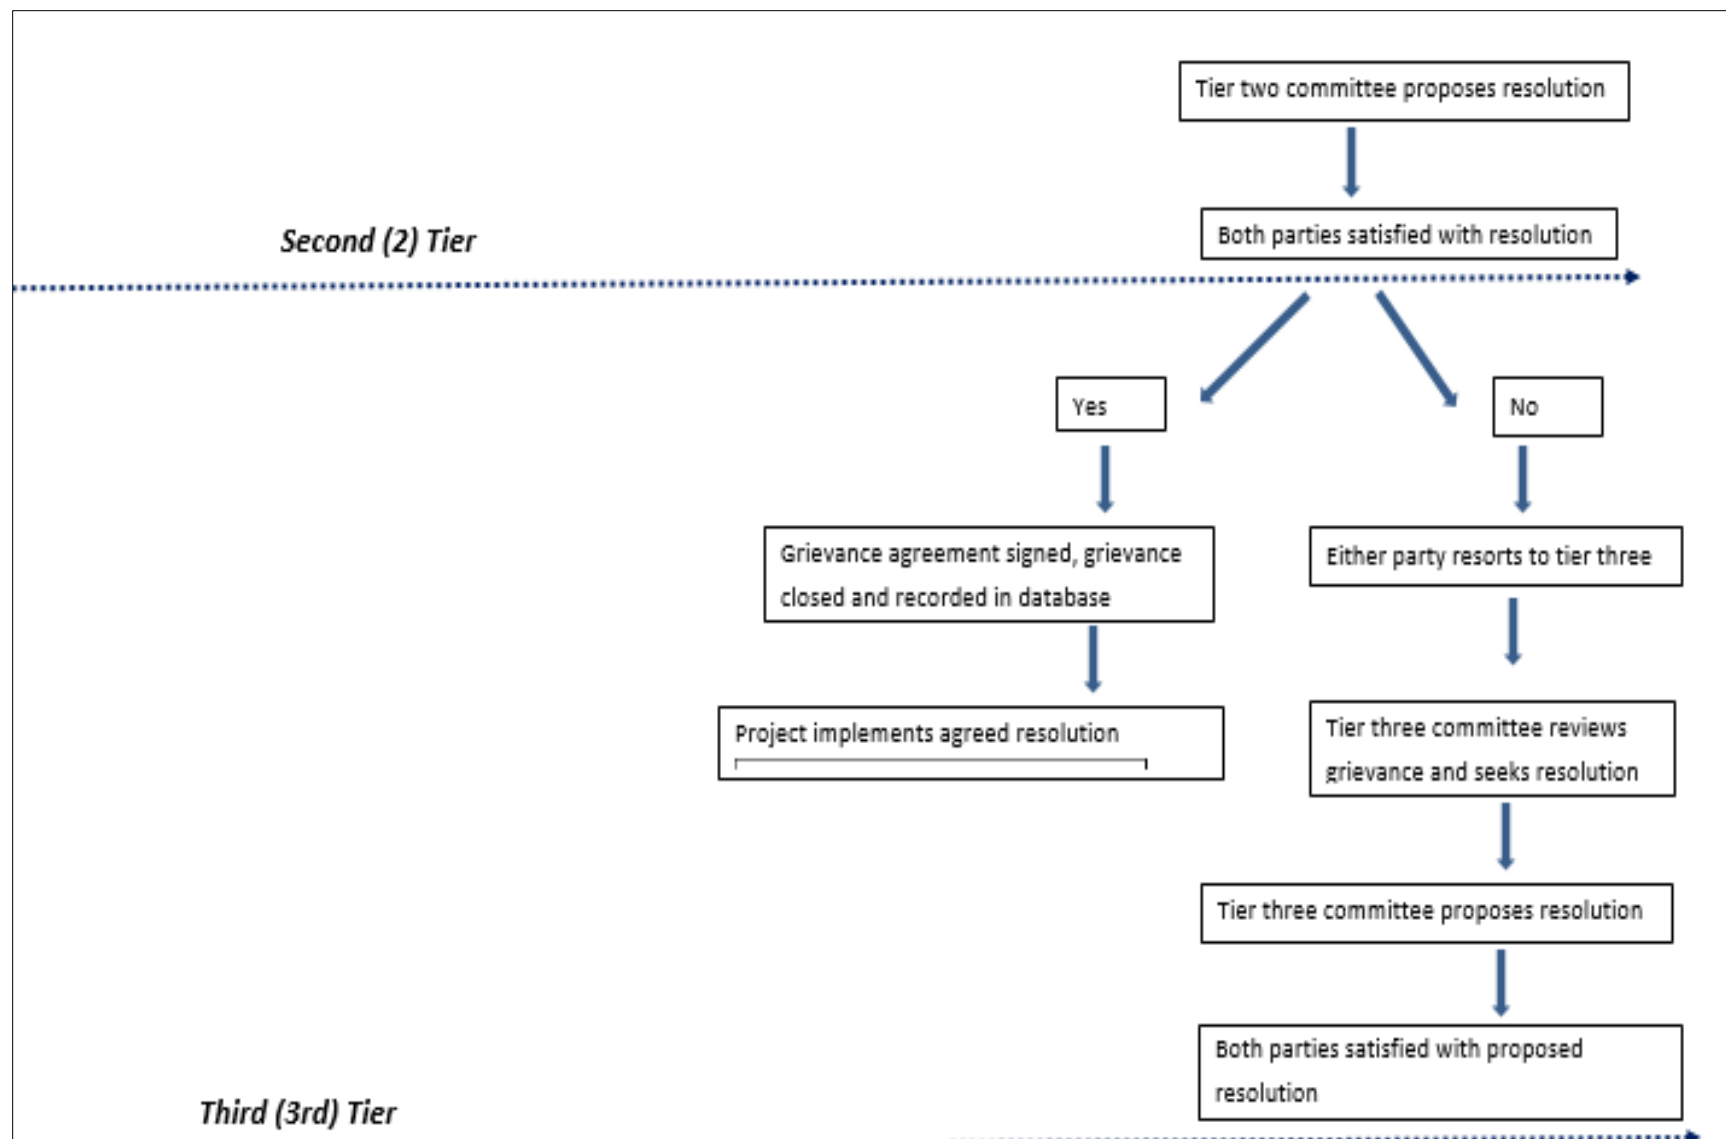 Tier two committee proposes resolution
Both parties satisfied with resolution
Second (2) Tier
Yes
No
Grievance agreement signed, grievance
closed and recorded in database
Either party resorts to tier three
Project implements agreed resolution
Tier three committee reviews
grievance and seeks resolution
Tier three committee proposes resolution
Both parties satisfied with proposed
resolution
Third (3rd) Tier